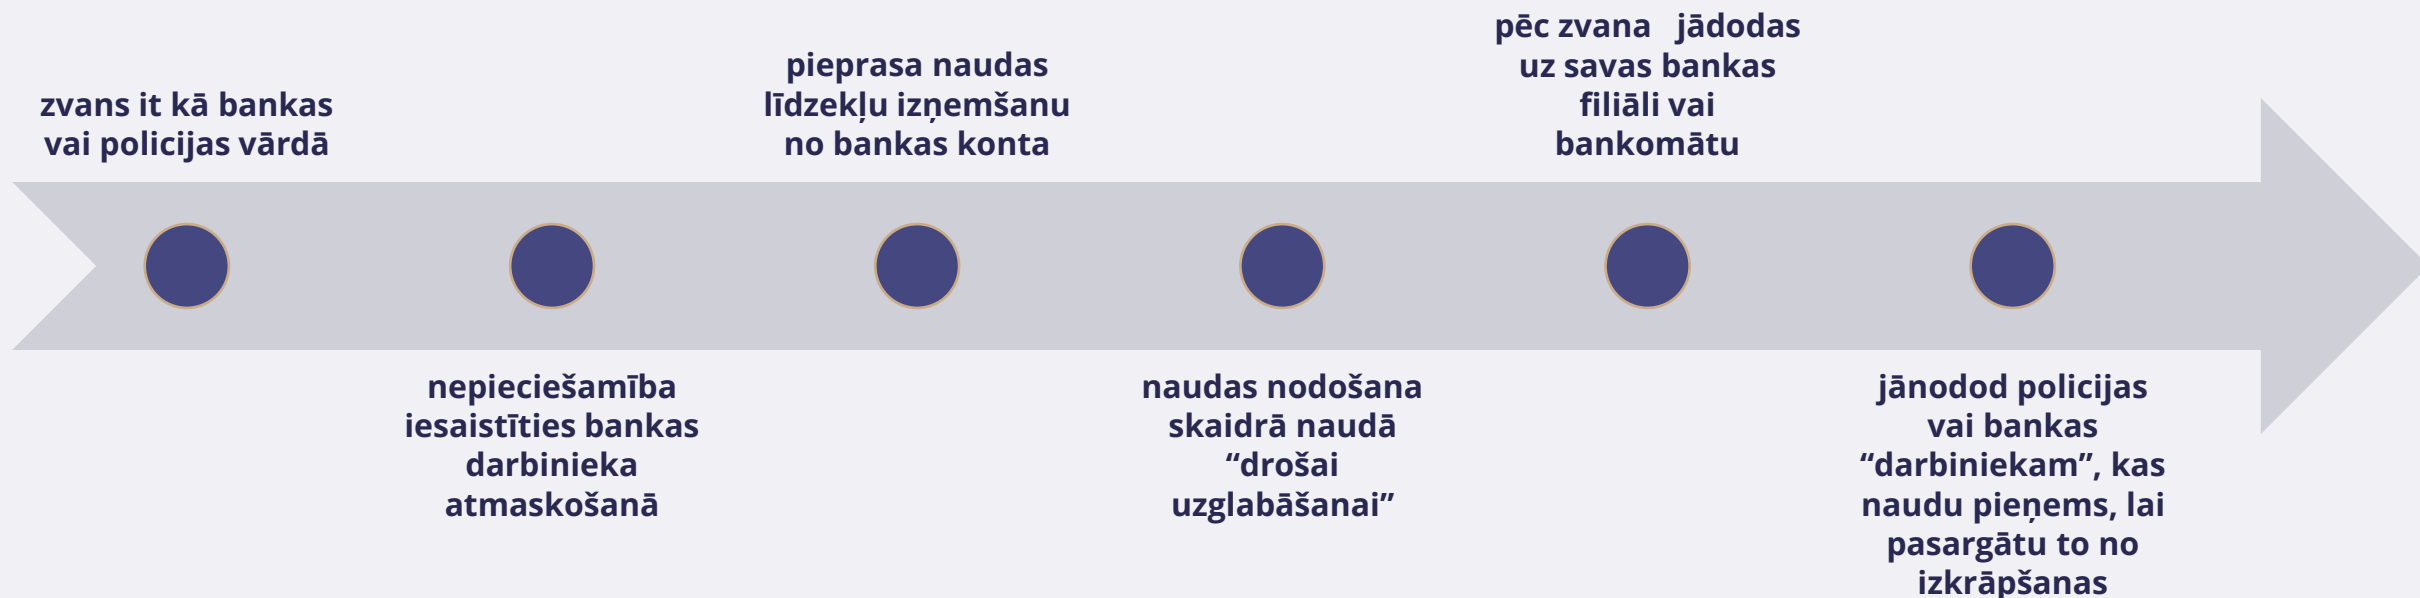 zvans it kā bankas
vai policijas vārdā
nepieciešamība
iesaistīties bankas
darbinieka
atmaskošanā
pieprasa naudas
līdzekļu izņemšanu
no bankas konta
naudas nodošana
skaidrā naudā
“drošai
uzglabāšanai”
pēc zvana jādodas
uz savas bankas
filiāli vai
bankomātu
jānodod policijas
vai bankas
“darbiniekam”, kas
naudu pieņems, lai
pasargātu to no
izkrāpšanas